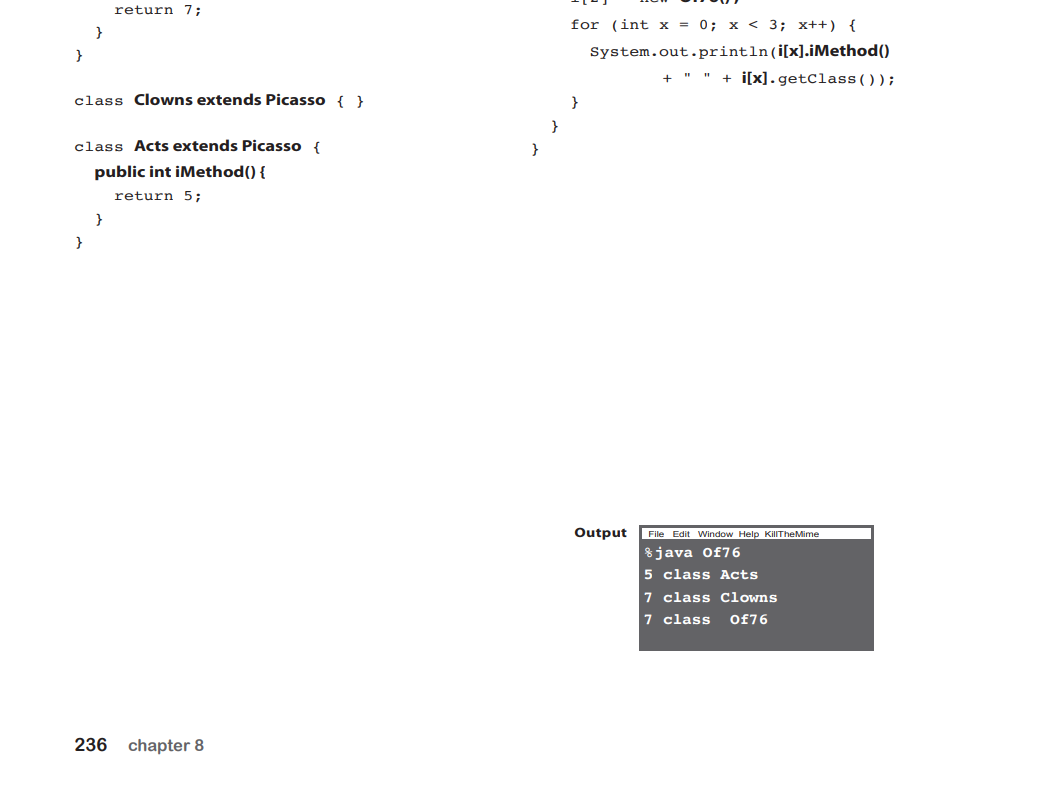 return 7;
}
}
class Clowns extends Picasso { }
class Acts extends Picasso {
public int iMethod() {
return 5;
}
}
for (int x = 0; x < 3; x++) {
System.out.println(i[x].iMethod()
+ " " + i[x].getClass());
}
}
}
Output
File Edit Window Help KillTheMime
%java Of76
5 class Acts
7 class Clowns
7 class Of76
236 chapter 8